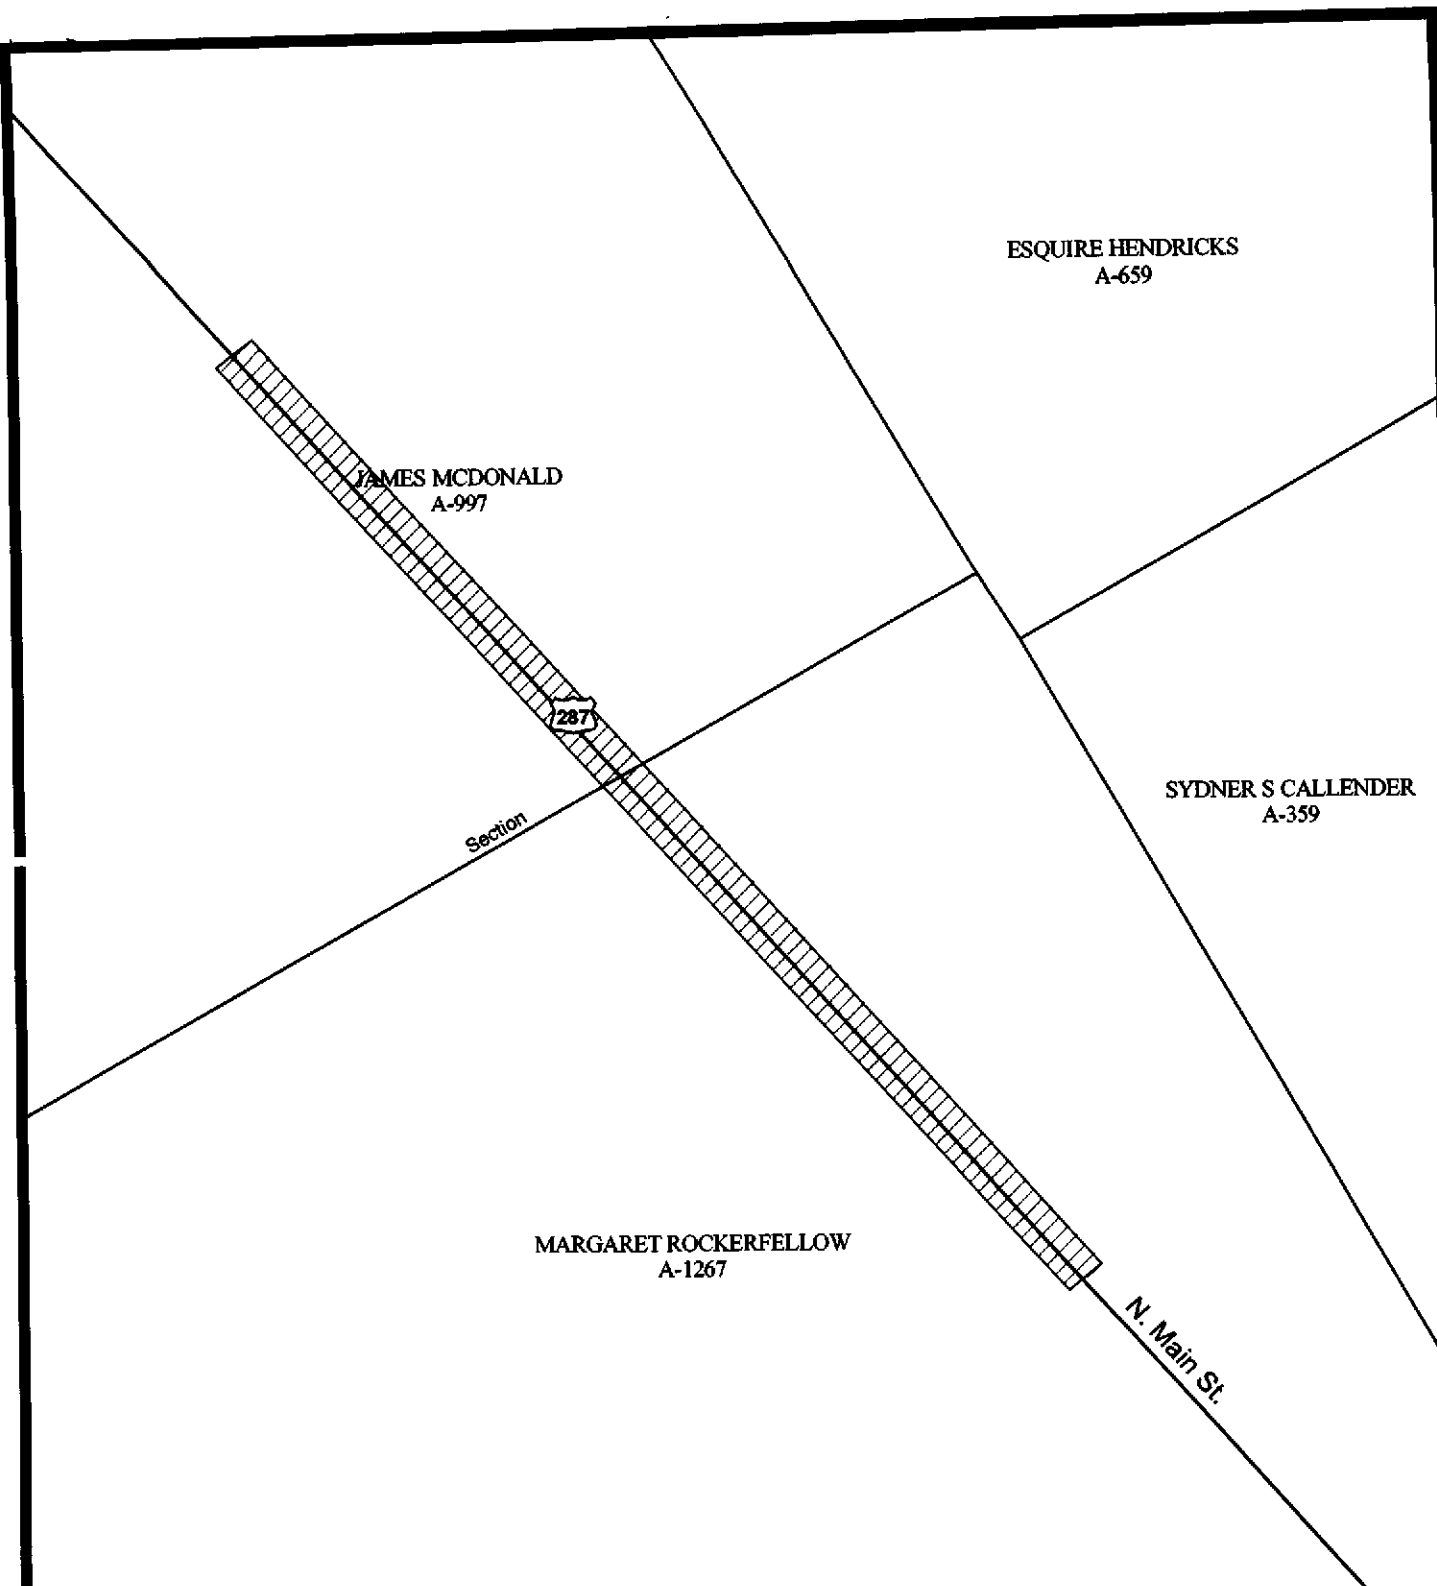 ESQUIRE HENDRICKS
A-659
JAMES MCDONALD
A-997
287
SYDNER S CALLENDER
A-359
Section
MARGARET ROCKERFELLOW
A-1267
N. Main St.